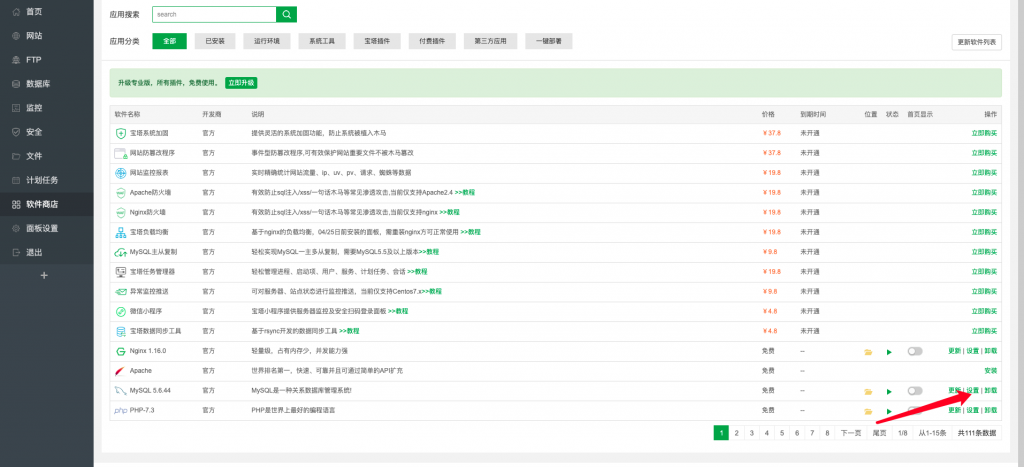 首页
网站
FTP
数据库
监控
安全
文件
计划任务
软件商店
面板设置
退出
应用搜索 search
应用分类 全部 已安装 运行环境 系统工具 宝塔插件 付费插件 第三方应用 一键部署 更新软件列表
升级专业版，所有插件，免费使用。 立即升级
软件名称 开发商 说明 价格 到期时间 位置 状态 首页显示 操作
宝塔系统加固 官方 提供灵活的系统加固功能，防止系统被植入木马 ￥37.8 未开通 立即购买
网站防篡改程序 官方 事件型防篡改程序,可有效保护网站重要文件不被木马篡改 ￥37.8 未开通 立即购买
网站监控报表 官方 实时精确统计网站流量、ip、uv、pv、请求、蜘蛛等数据 ￥19.8 未开通 立即购买
Apache防火墙 官方 有效防止sql注入/xss/一句话木马等常见渗透攻击,当前仅支持Apache2.4 >>教程 ￥19.8 未开通 立即购买
Nginx防火墙 官方 有效防止sql注入/xss/一句话木马等常见渗透攻击,当前仅支持nginx >>教程 ￥19.8 未开通 立即购买
宝塔负载均衡 官方 基于nginx的负载均衡，04/25日前安装的面板，需重装nginx方可正常使用 >>教程 ￥19.8 未开通 立即购买
MySQL主从复制 官方 轻松实现MySQL一主多从复制，需要MySQL5.5及以上版本>>教程 ￥9.8 未开通 立即购买
宝塔任务管理器 官方 轻松管理进程、启动项、用户、服务、计划任务、会话 >>教程 ￥19.8 未开通 立即购买
异常监控推送 官方 可对服务器、站点状态进行监控推送，当前仅支持Centos7.x>>教程 ￥9.8 未开通 立即购买
微信小程序 官方 宝塔小程序提供服务器监控及安全扫码登录面板 >>教程 ￥4.8 未开通 立即购买
宝塔数据同步工具 官方 基于rsync开发的数据同步工具 >>教程 ￥4.8 未开通 立即购买
Nginx 1.16.0 官方 轻量级，占有内存少，并发能力强 免费 -- 更新 | 设置 | 卸载
Apache 官方 世界排名第一，快速、可靠并且可通过简单的API扩充 免费 -- 安装
MySQL 5.6.44 官方 MySQL是一种关系数据库管理系统! 免费 -- 更新 | 设置 | 卸载
php PHP-7.3 官方 PHP是世界上最好的编程语言 免费 -- 更新 | 设置 | 卸载
1 2 3 4 5 6 7 8 下一页 尾页 1/8 从1-15条 共111条数据